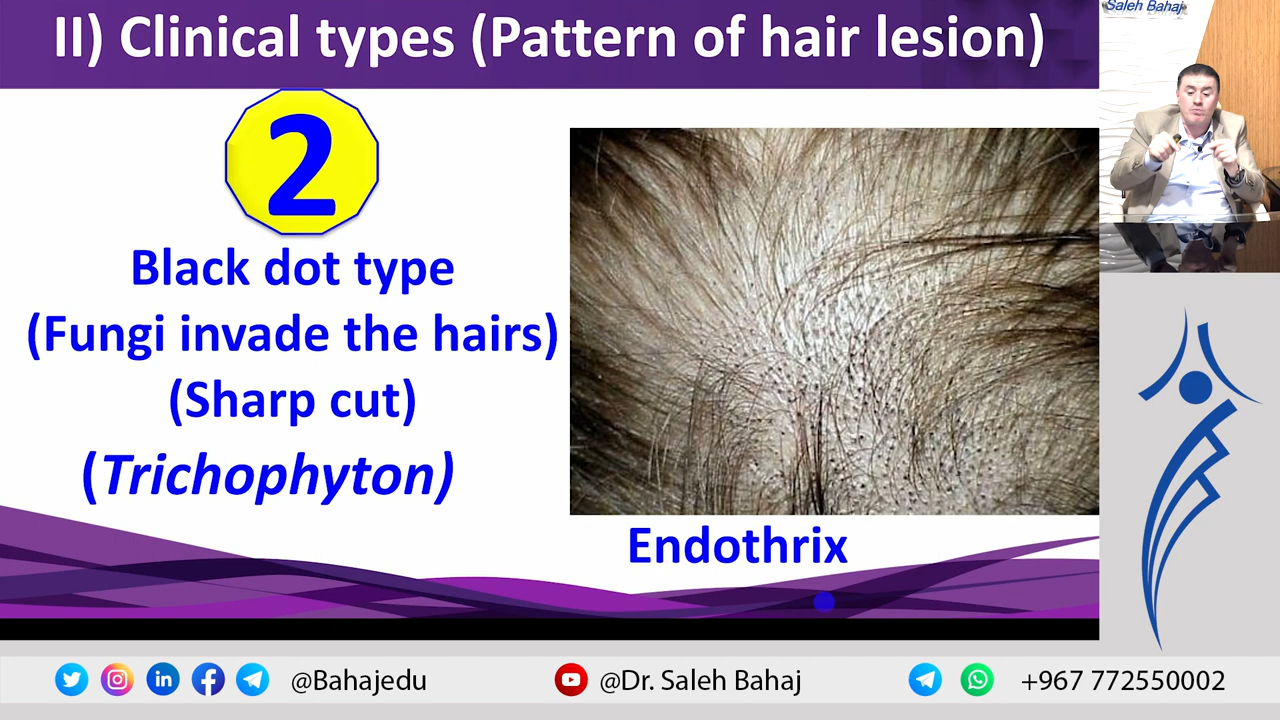 II) Clinical types (Pattern of hair lesion)
Saleh Bahaj
2
Black dot type
(Fungi invade the hairs)
(Sharp cut)
(Trichophyton)
Endothrix
@Bahajedu
@Dr. Saleh Bahaj
+967 772550002